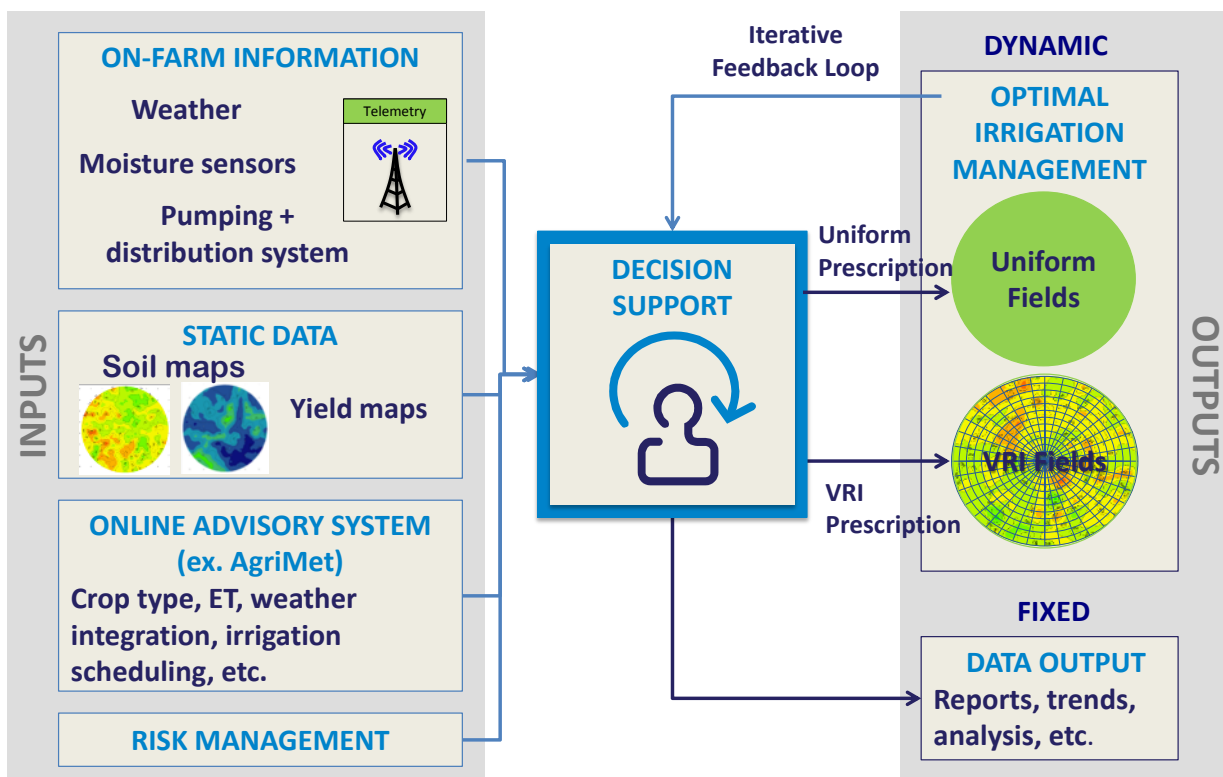 INPUTS
ON-FARM INFORMATION
Weather
Moisture sensors
Pumping +
distribution system
Telemetry
STATIC DATA
Soil maps
Yield maps
ONLINE ADVISORY SYSTEM
(ex. AgriMet)
Crop type, ET, weather
integration, irrigation
scheduling, etc.
RISK MANAGEMENT
Iterative
Feedback Loop
DECISION
SUPPORT
Uniform
Prescription
VRI
Prescription
DYNAMIC
OPTIMAL
IRRIGATION
MANAGEMENT
Uniform
Fields
VRI Fields
FIXED
DATA OUTPUT
Reports, trends,
analysis, etc.
OUTPUTS